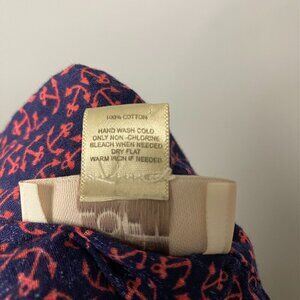 100% COTTON
HAND WASH COLD
ONLY NON-CHLORINE
BLEACH WHEN NEEDED
DRY FLAT
WARM IRON IF NEEDED